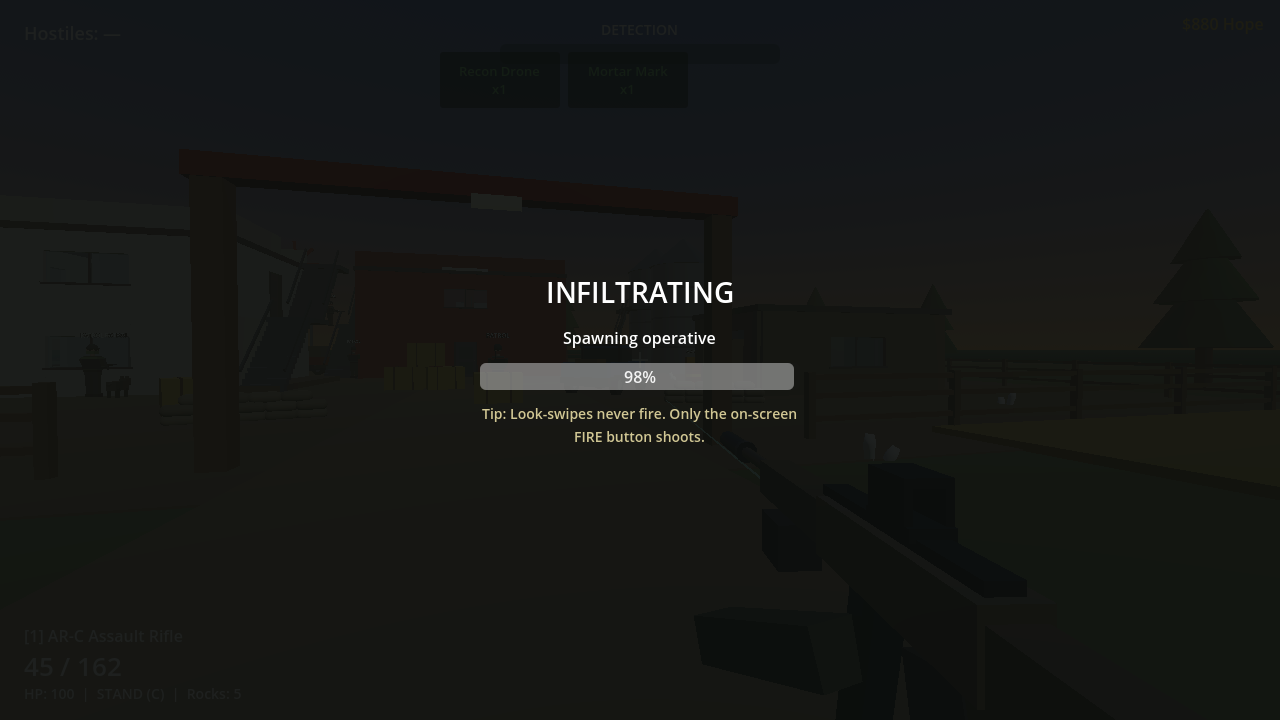 Hostiles: —
DETECTION
$880 Hope
Recon Drone
x1
Mortar Mark
x1
INFILTRATING
Spawning operative
98%
Tip: Look-swipes never fire. Only the on-screen
FIRE button shoots.
[1] AR-C Assault Rifle
45 / 162
HP: 100 | STAND (C) | Rocks: 5